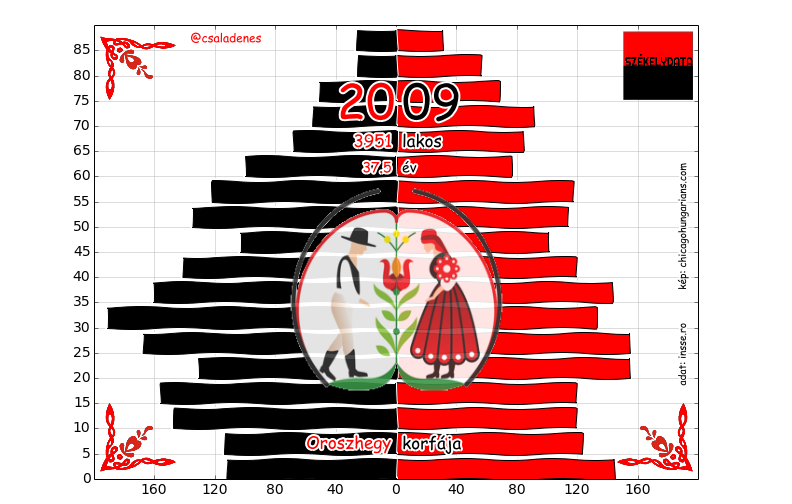 @csaladenes
SZÉKELYDATA
2009
3951 lakos
37.5 év
kép: chicagohungarians.com
adat: insse.ro
Oroszhegy korfája
85
80
75
70
65
60
55
50
45
40
35
30
25
20
15
10
5
0
160 120 80 40 0 40 80 120 160